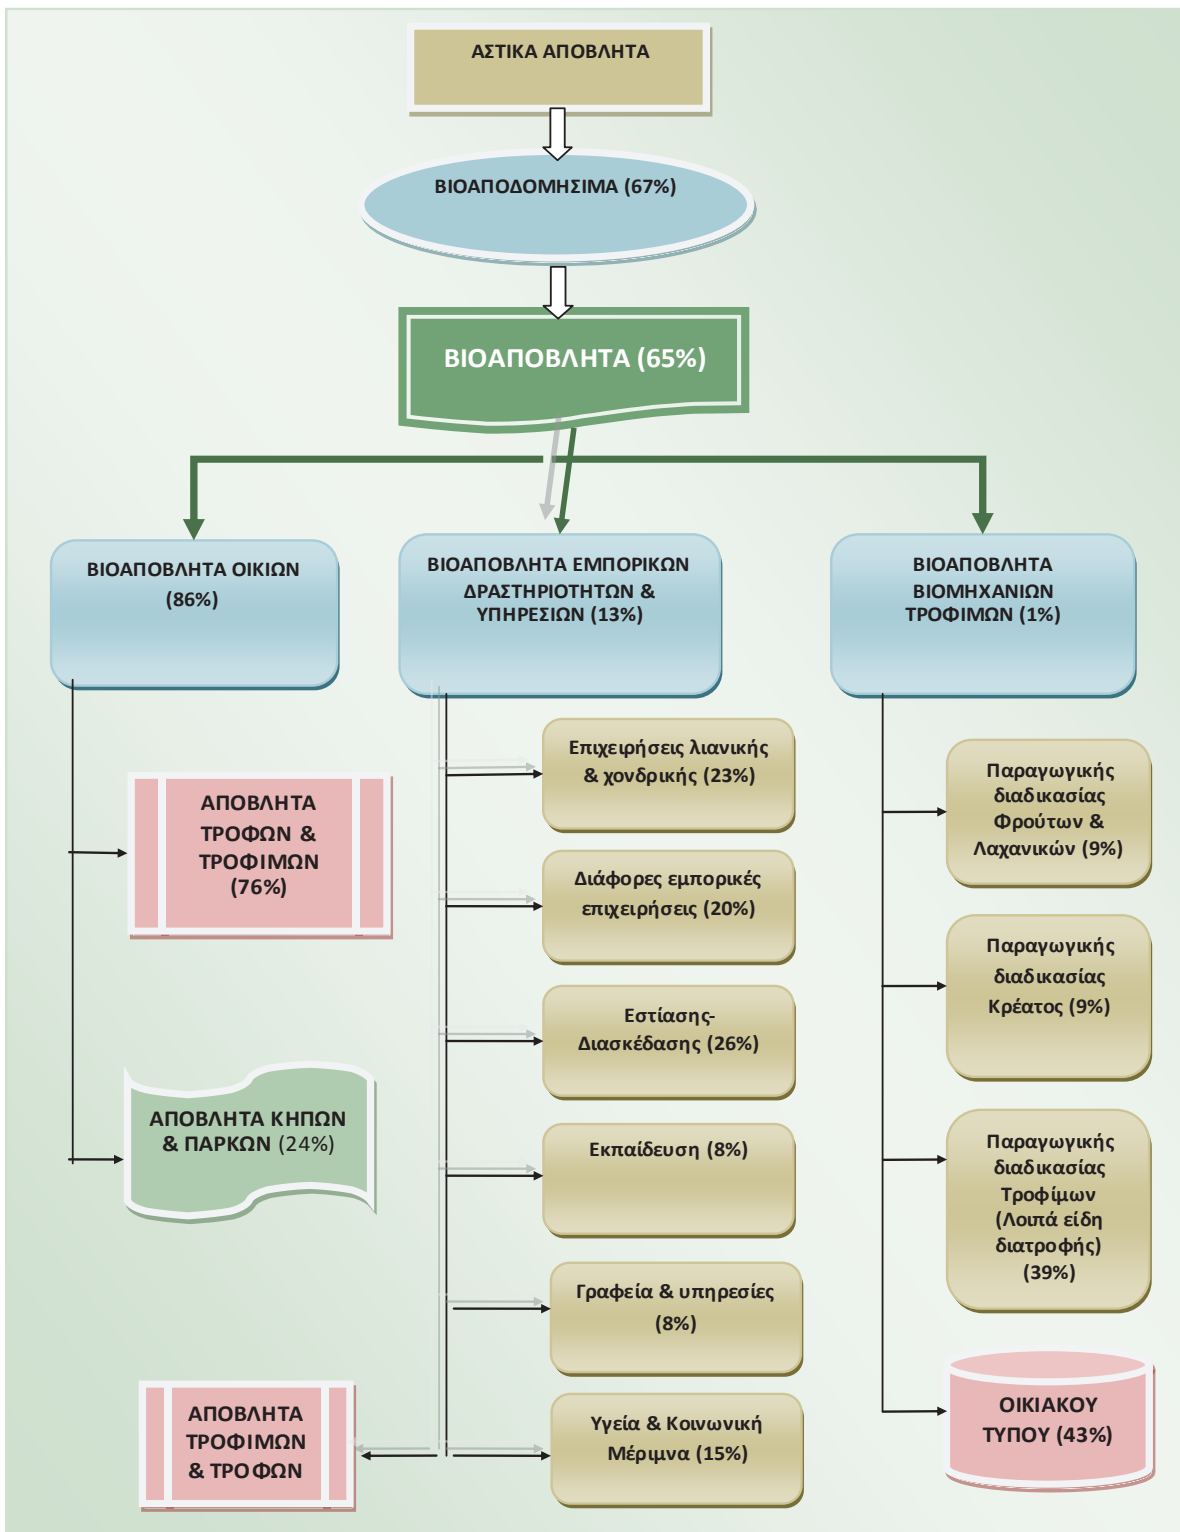 ΑΣΤΙΚΑ ΑΠΟΒΛΗΤΑ
ΒΙΟΑΠΟΔΟΜΗΣΙΜΑ (67%)
ΒΙΟΑΠΟΒΛΗΤΑ (65%)
ΒΙΟΑΠΟΒΛΗΤΑ ΟΙΚΙΩΝ
(86%)
ΑΠΟΒΛΗΤΑ
ΤΡΟΦΩΝ &
ΤΡΟΦΙΜΩΝ
(76%)
ΑΠΟΒΛΗΤΑ ΚΗΠΩΝ
& ΠΑΡΚΩΝ (24%)
ΒΙΟΑΠΟΒΛΗΤΑ ΕΜΠΟΡΙΚΩΝ
ΔΡΑΣΤΗΡΙΟΤΗΤΩΝ &
ΥΠΗΡΕΣΙΩΝ (13%)
Επιχειρήσεις λιανικής
& χονδρικής (23%)
Διάφορες εμπορικές
επιχειρήσεις (20%)
Εστίασης-
Διασκέδασης (26%)
Εκπαίδευση (8%)
Γραφεία & υπηρεσίες
(8%)
Υγεία & Κοινωνική
Μέριμνα (15%)
ΑΠΟΒΛΗΤΑ
ΤΡΟΦΙΜΩΝ
& ΤΡΟΦΩΝ
ΒΙΟΑΠΟΒΛΗΤΑ
ΒΙΟΜΗΧΑΝΙΩΝ
ΤΡΟΦΙΜΩΝ (1%)
Παραγωγικής
διαδικασίας
Φρούτων &
Λαχανικών (9%)
Παραγωγικής
διαδικασίας
Κρέατος (9%)
Παραγωγικής
διαδικασίας
Τροφίμων
(Λοιπά είδη
διατροφής)
(39%)
ΟΙΚΙΑΚΟΥ
ΤΥΠΟΥ (43%)